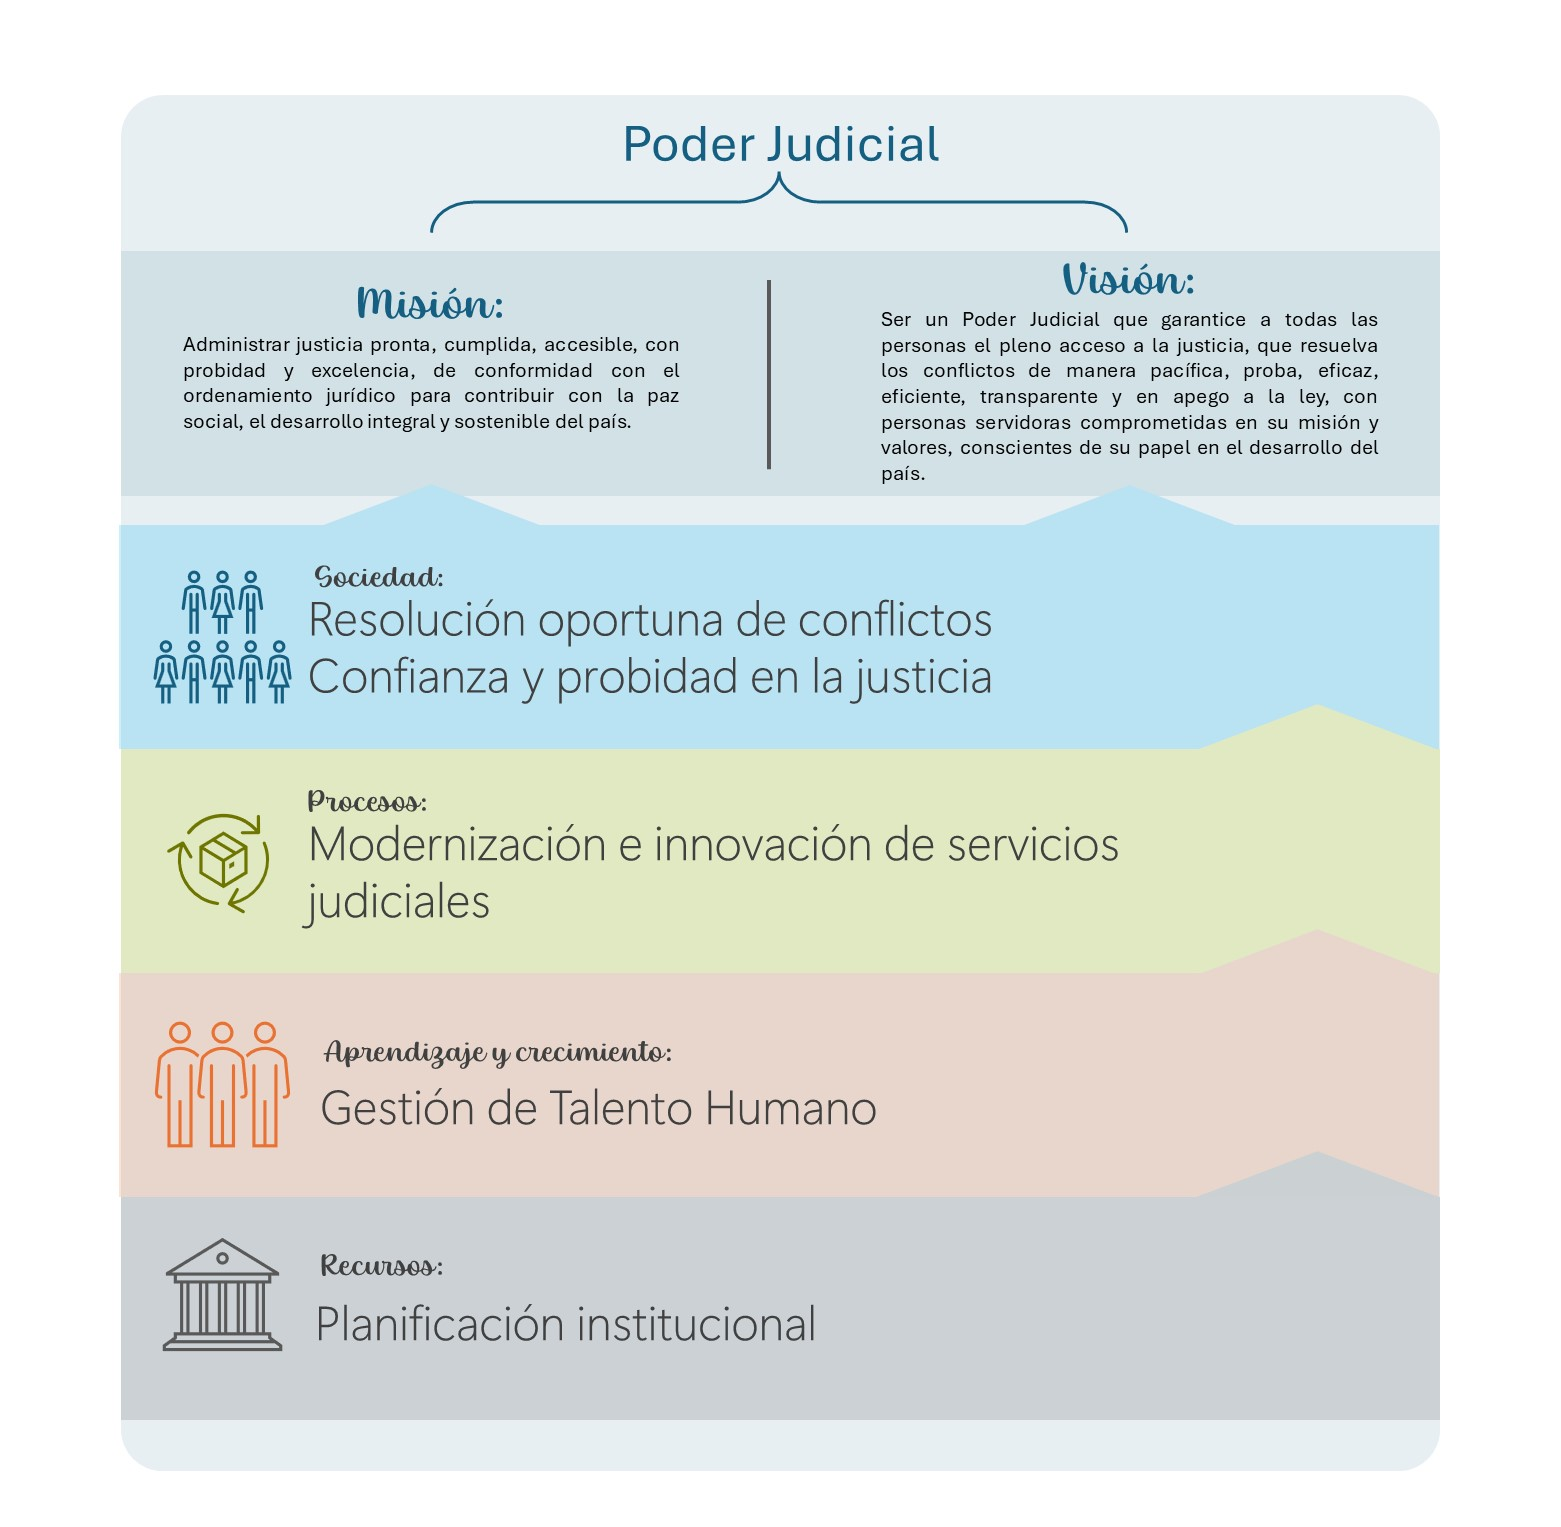 Poder Judicial
Misión:
Administrar justicia pronta, cumplida, accesible, con
probidad y excelencia, de conformidad con el
ordenamiento jurídico para contribuir con la paz
social, el desarrollo integral y sostenible del país.
Visión:
Ser un Poder Judicial que garantice a todas las
personas el pleno acceso a la justicia, que resuelva
los conflictos de manera pacífica, proba, eficaz,
eficiente, transparente y en apego a la ley, con
personas servidoras comprometidas en su misión y
valores, conscientes de su papel en el desarrollo del
país.
Sociedad:
Resolución oportuna de conflictos
Confianza y probidad en la justicia
Procesos:
Modernización e innovación de servicios
judiciales
Aprendizaje y crecimiento:
Gestión de Talento Humano
Recursos:
Planificación institucional